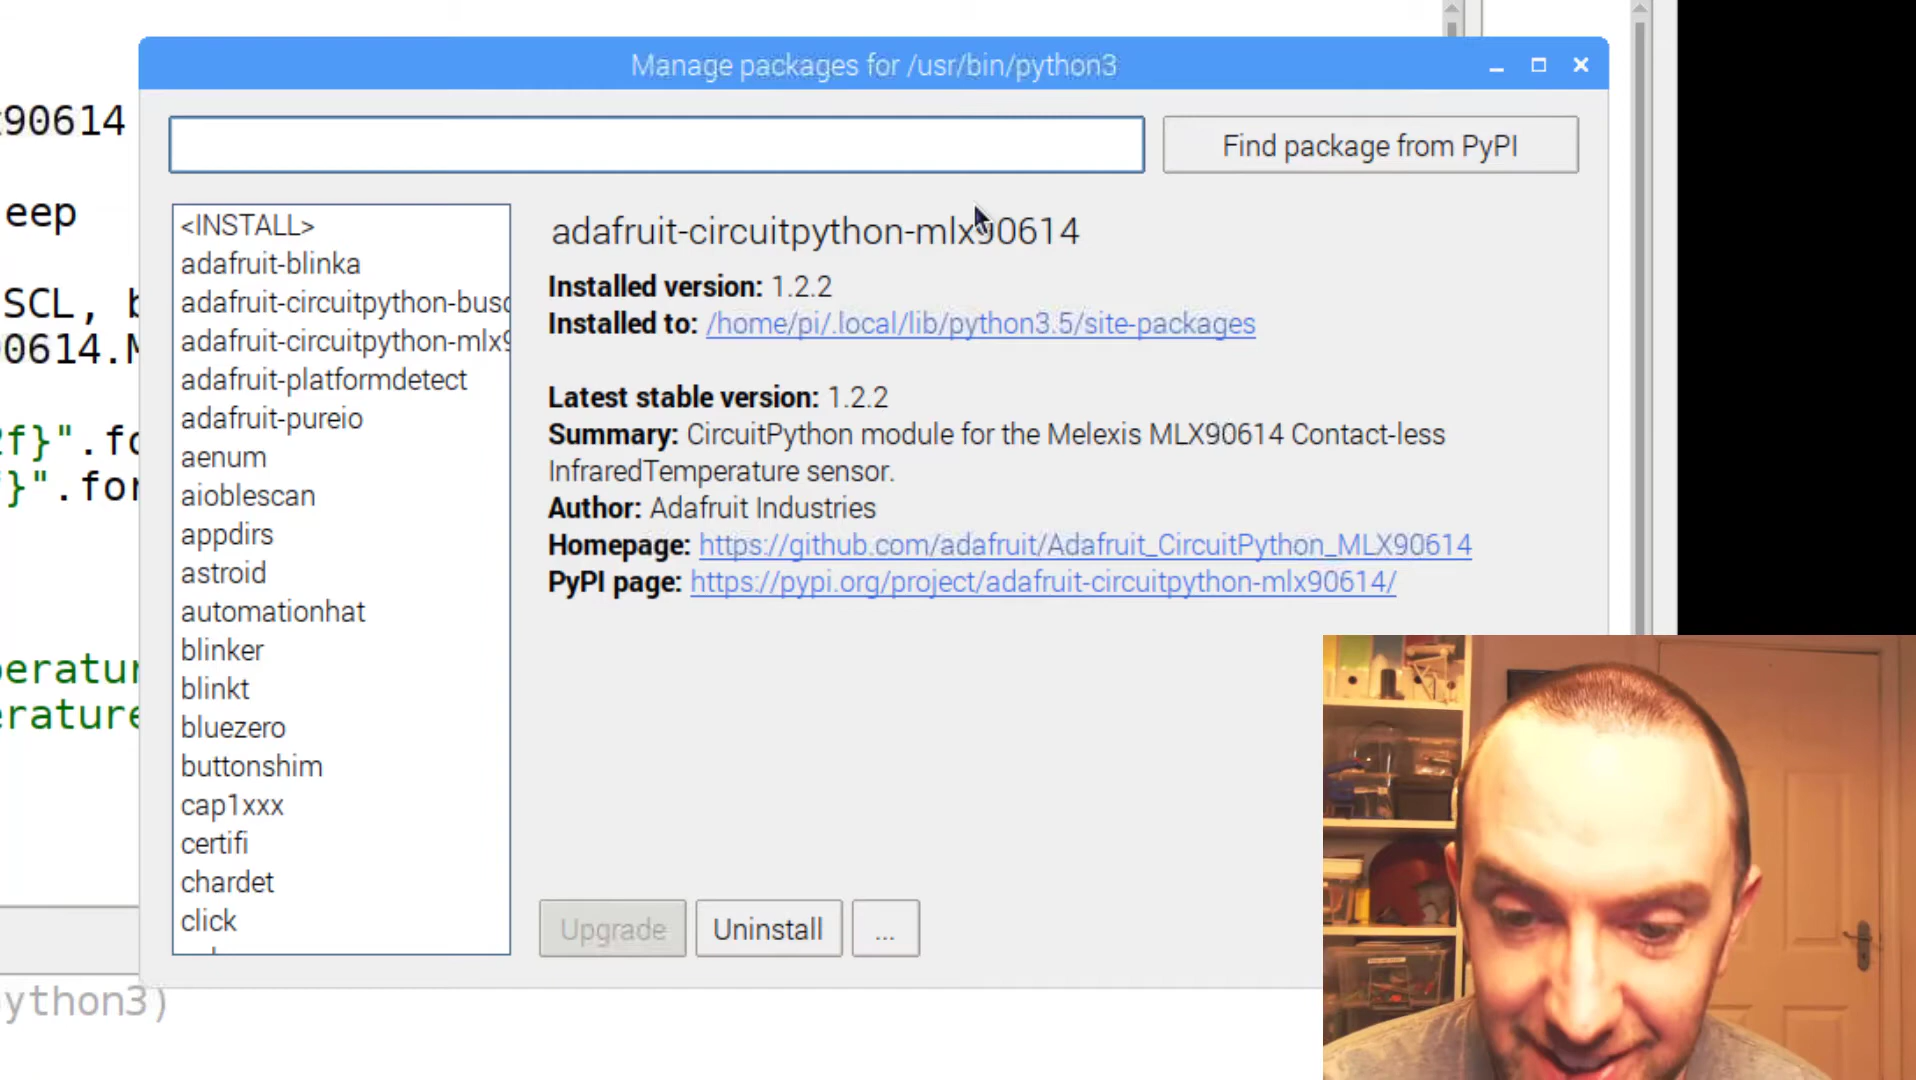 Manage packages for /usr/bin/python3
90614
Find package from PyPI
eep
SCL, b
0614.M
f}".fo
}".for
eratur
erature
ython3)
<INSTALL>
adafruit-blinka
adafruit-circuitpython-busd
adafruit-circuitpython-mlx9
adafruit-platformdetect
adafruit-pureio
aenum
aioblescan
appdirs
astroid
automationhat
blinker
blinkt
bluezero
buttonshim
cap1xxx
certifi
chardet
click
adafruit-circuitpython-mlx90614
Installed version: 1.2.2
Installed to: /home/pi/.local/lib/python3.5/site-packages
Latest stable version: 1.2.2
Summary: CircuitPython module for the Melexis MLX90614 Contact-less
InfraredTemperature sensor.
Author: Adafruit Industries
Homepage: https://github.com/adafruit/Adafruit_CircuitPython_MLX90614
PyPI page: https://pypi.org/project/adafruit-circuitpython-mlx90614/
Upgrade
Uninstall
...